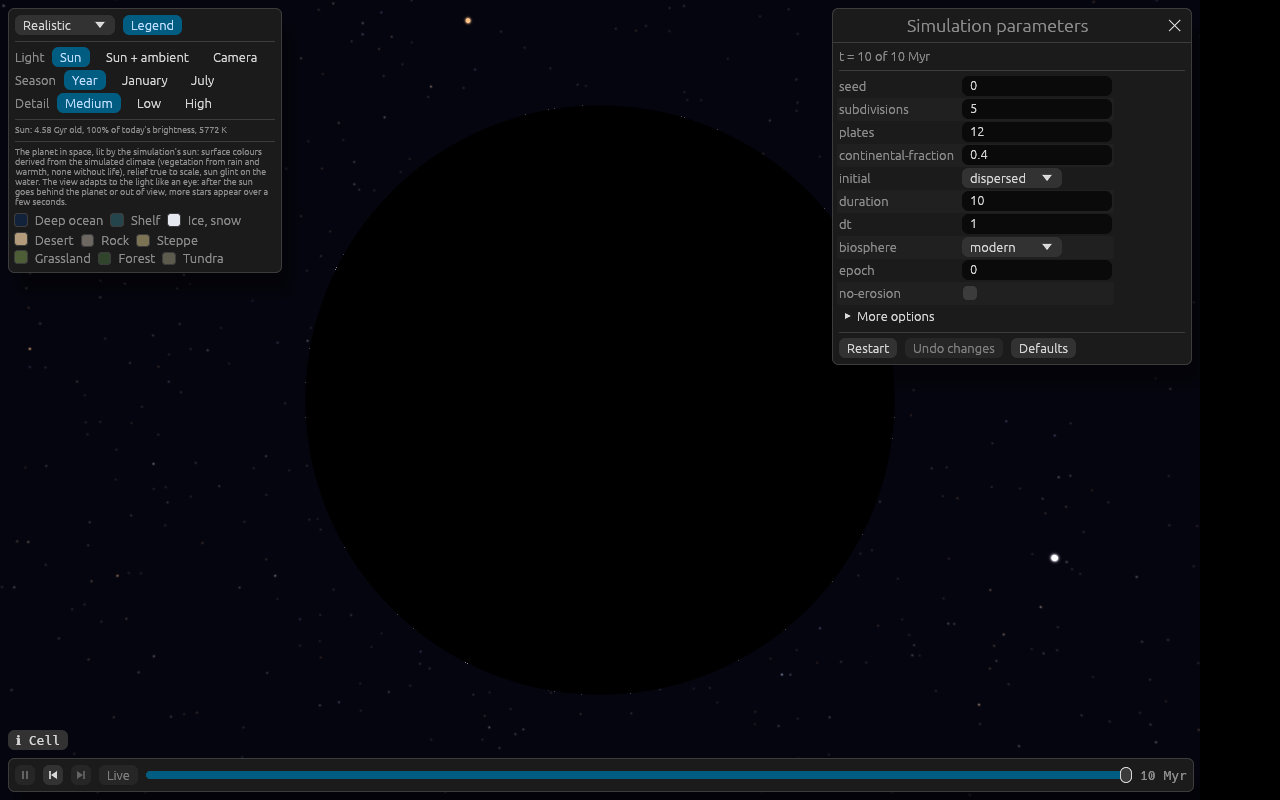 Realistic Legend
Light Sun Sun + ambient Camera
Season Year January July
Detail Medium Low High
Sun: 4.58 Gyr old, 100% of today's brightness, 5772 K
The planet in space, lit by the simulation's sun: surface colours
derived from the simulated climate (vegetation from rain and
warmth, none without life), relief true to scale, sun glint on the
water. The view adapts to the light like an eye: after the sun
goes behind the planet or out of view, more stars appear over a
few seconds.
Deep ocean Shelf Ice, snow
Desert Rock Steppe
Grassland Forest Tundra
Simulation parameters
t = 10 of 10 Myr
seed 0
subdivisions 5
plates 12
continental-fraction 0.4
initial dispersed
duration 10
dt 1
biosphere modern
epoch 0
no-erosion
More options
Restart Undo changes Defaults
i Cell
Live 10 Myr